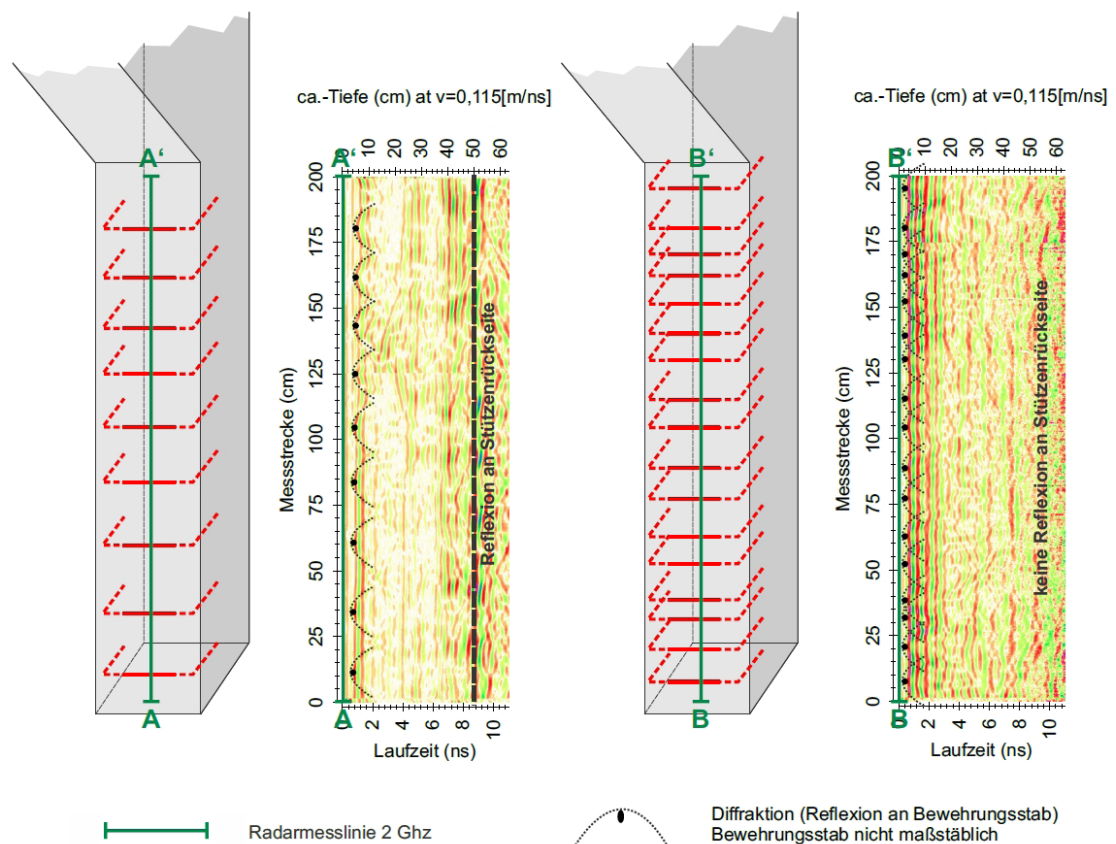 ca.-Tiefe (cm) at v=0,115[m/ns]
A‘
A‘
0 10 20 30 40 50 60
200
175
150
125
100
75
50
25
0
Messstrecke (cm)
Reflexion an Stützenrückseite
A
A
0 2 4 6 8 10
Laufzeit (ns)
ca.-Tiefe (cm) at v=0,115[m/ns]
B‘
B‘
0 10 20 30 40 50 60
200
175
150
125
100
75
50
25
0
Messstrecke (cm)
keine Reflexion an Stützenrückseite
B
B
0 2 4 6 8 10
Laufzeit (ns)
Radarmesslinie 2 Ghz
Diffraktion (Reflexion an Bewehrungsstab)
Bewehrungsstab nicht maßstäblich